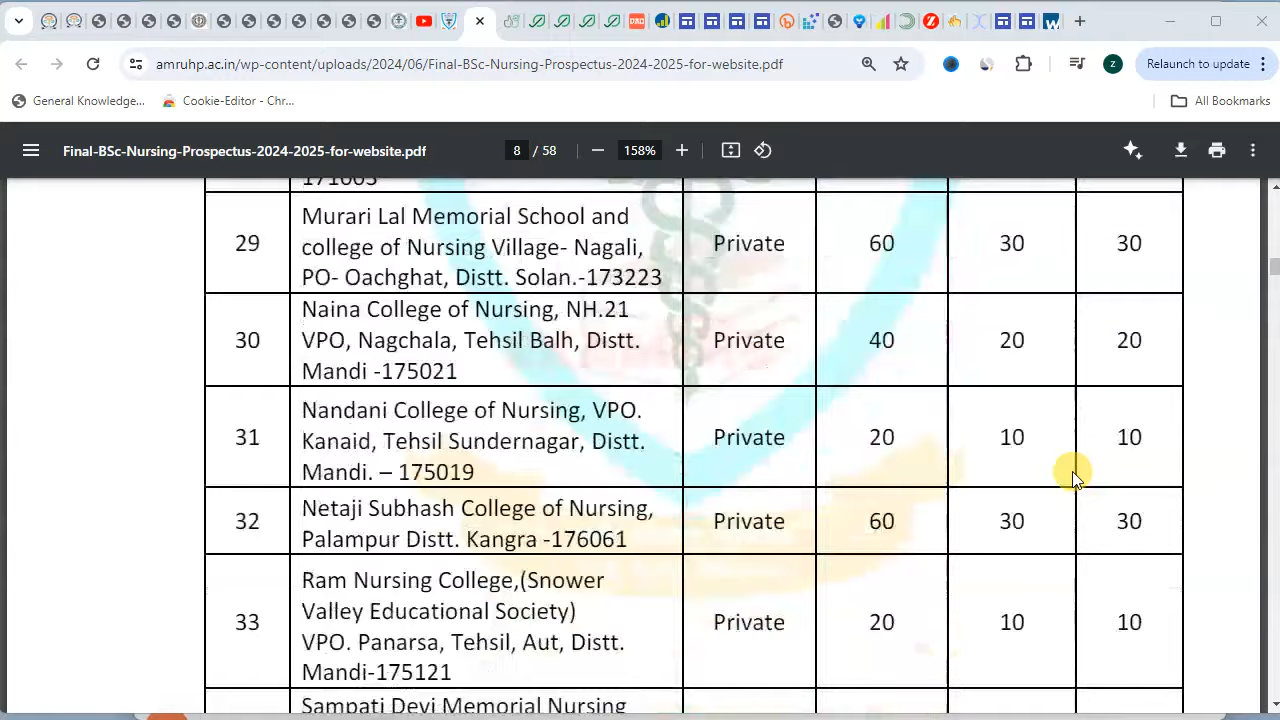 DRD
Z
W
amruhp.ac.in/wp-content/uploads/2024/06/Final-BSc-Nursing-Prospectus-2024-2025-for-website.pdf
Z
Relaunch to update
General Knowledge...
Cookie-Editor - Chr...
All Bookmarks
Final-BSc-Nursing-Prospectus-2024-2025-for-website.pdf
8 / 58
158%
171003
29
Murari Lal Memorial School and
college of Nursing Village- Nagali,
PO- Oachghat, Distt. Solan.-173223
Private
60
30
30
30
Naina College of Nursing, NH.21
VPO, Nagchala, Tehsil Balh, Distt.
Mandi -175021
Private
40
20
20
31
Nandani College of Nursing, VPO.
Kanaid, Tehsil Sundernagar, Distt.
Mandi. – 175019
Private
20
10
10
32
Netaji Subhash College of Nursing,
Palampur Distt. Kangra -176061
Private
60
30
30
33
Ram Nursing College,(Snower
Valley Educational Society)
VPO. Panarsa, Tehsil, Aut, Distt.
Mandi-175121
Private
20
10
10
Sampati Devi Memorial Nursing